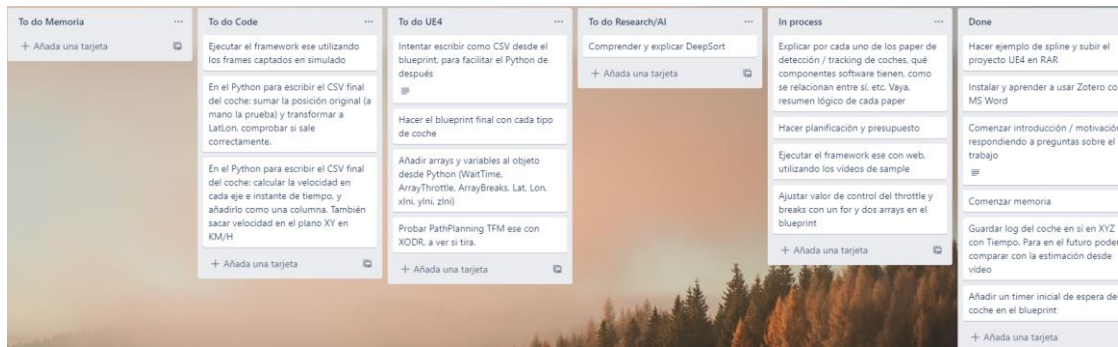 To do Memoria
+ Añada una tarjeta
To do Code
Ejecutar el framework ese utilizando
los frames captados en simulado
En el Python para escribir el CSV final
del coche: sumar la posición original (a
mano la prueba) y transformar a
LatLon, comprobar si sale
correctamente.
En el Python para escribir el CSV final
del coche: calcular la velocidad en
cada eje e instante de tiempo, y
añadirlo como una columna. También
sacar velocidad en el plano XY en
KM/H
+ Añada una tarjeta
To do UE4
Intentar escribir como CSV desde el
blueprint, para facilitar el Python de
después
Hacer el blueprint final con cada tipo
de coche
Añadir arrays y variables al objeto
desde Python (WaitTime,
ArrayThrottle, ArrayBreaks, Lat, Lon,
xIni, yIni, zIni)
Probar PathPlanning TFM ese con
XODR, a ver si tira.
+ Añada una tarjeta
To do Research/AI
Comprender y explicar DeepSort
+ Añada una tarjeta
In process
Explicar por cada uno de los paper de
detección / tracking de coches, qué
componentes software tienen, como
se relacionan entre sí, etc. Vaya,
resumen lógico de cada paper
Hacer planificación y presupuesto
Ejecutar el framework ese con web,
utilizando los vídeos de sample
Ajustar valor de control del throttle y
breaks con un for y dos arrays en el
blueprint
+ Añada una tarjeta
Done
Hacer ejemplo de spline y subir el
proyecto UE4 en RAR
Instalar y aprender a usar Zotero co
MS Word
Comenzar introducción / motivación
respondiendo a preguntas sobre el
trabajo
Comenzar memoria
Guardar log del coche en sí en XYZ
con Tiempo. Para en el futuro poder
comparar con la estimación desde
vídeo
Añadir un timer inicial de espera de
coche en el blueprint
+ Añada una tarjeta